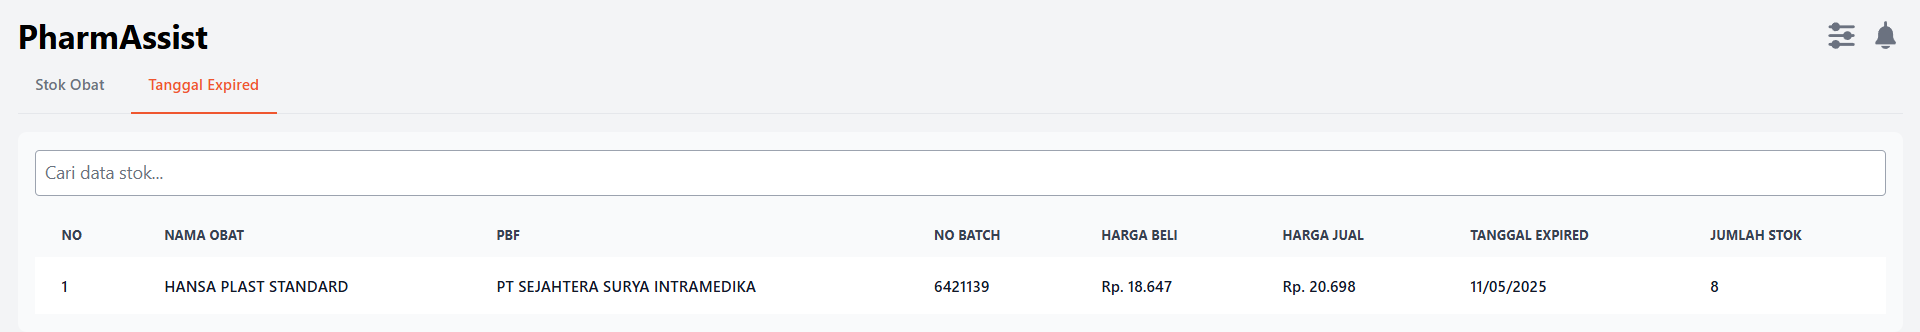 PharmAssist
Stok Obat Tanggal Expired
Cari data stok...
NO NAMA OBAT PBF NO BATCH HARGA BELI HARGA JUAL TANGGAL EXPIRED JUMLAH STOK
1 HANSA PLAST STANDARD PT SEJAHTERA SURYA INTRAMEDIKA 6421139 Rp. 18.647 Rp. 20.698 11/05/2025 8